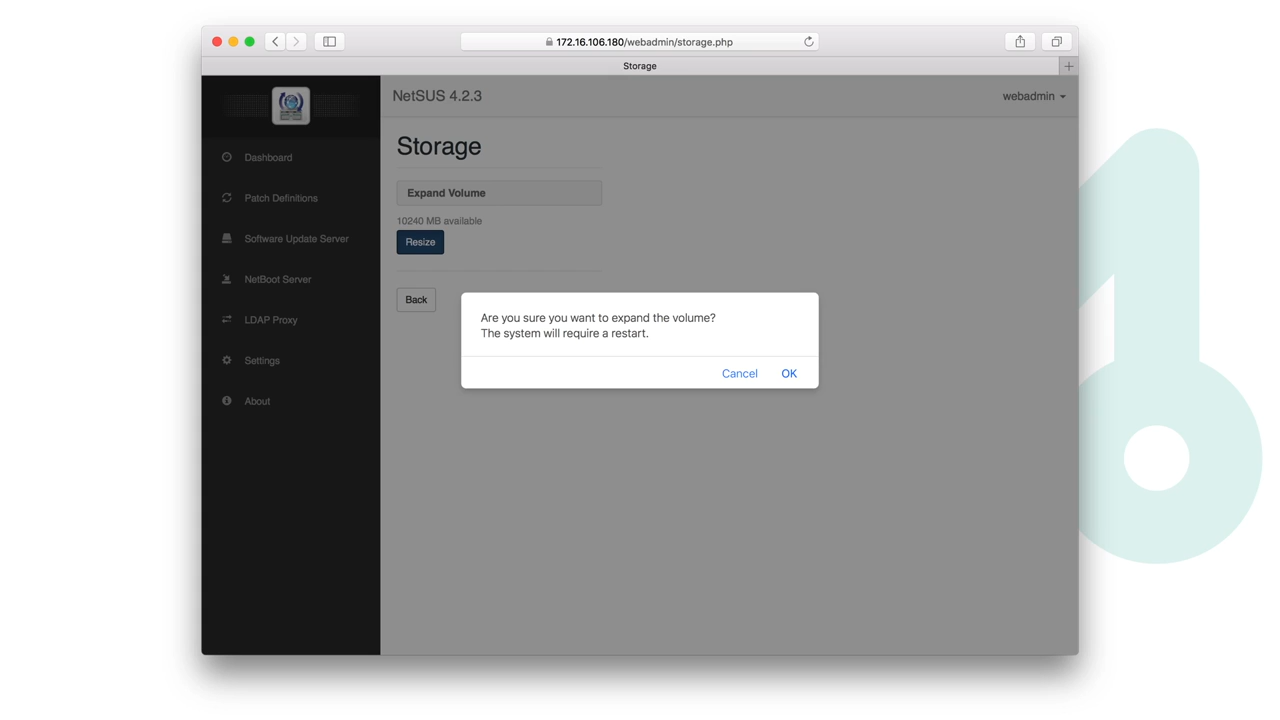 172.16.106.180/webadmin/storage.php
Storage
NetSUS 4.2.3
webadmin
Dashboard
Patch Definitions
Software Update Server
NetBoot Server
LDAP Proxy
Settings
About
Storage
Expand Volume
10240 MB available
Resize
Back
Are you sure you want to expand the volume?
The system will require a restart.
Cancel OK